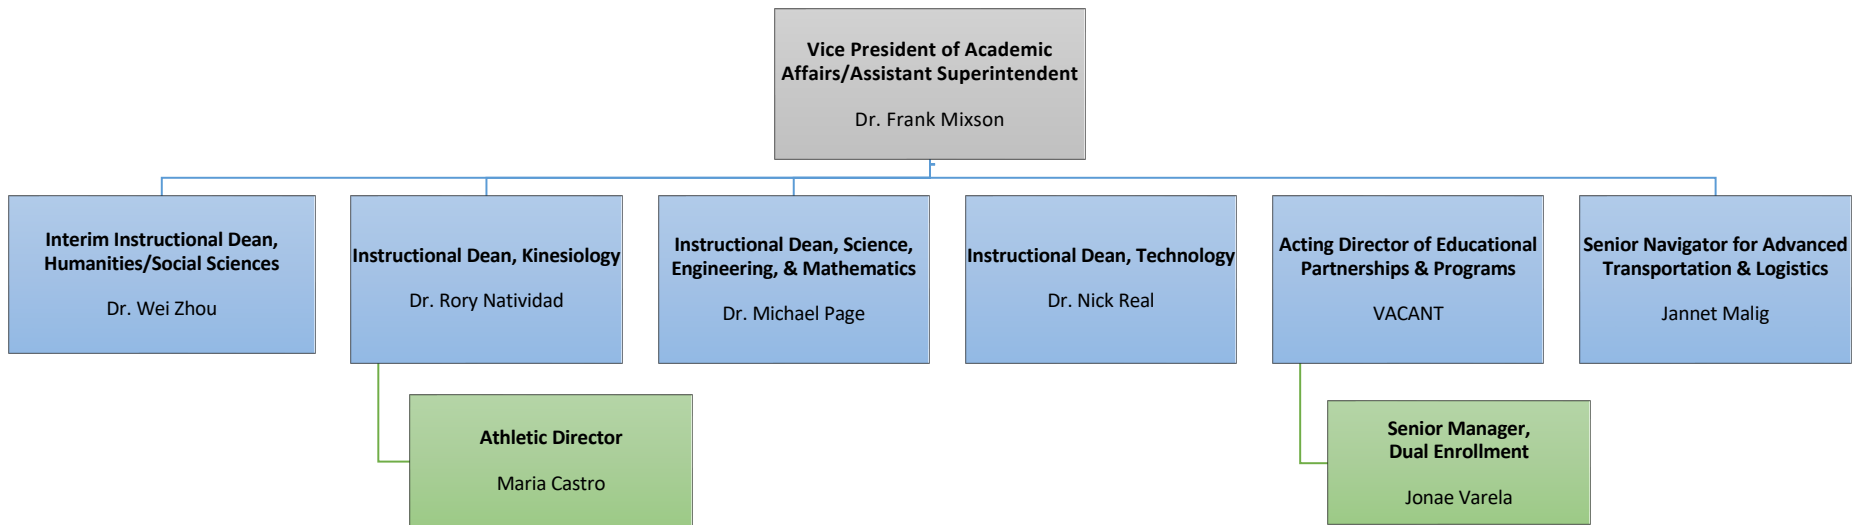 Vice President of Academic
Affairs/Assistant Superintendent
Dr. Frank Mixson
Interim Instructional Dean,
Humanities/Social Sciences
Dr. Wei Zhou
Instructional Dean, Kinesiology
Dr. Rory Natividad
Instructional Dean, Science,
Engineering, & Mathematics
Dr. Michael Page
Instructional Dean, Technology
Dr. Nick Real
Acting Director of Educational
Partnerships & Programs
VACANT
Senior Navigator for Advanced
Transportation & Logistics
Jannet Malig
Athletic Director
Maria Castro
Senior Manager,
Dual Enrollment
Jonae Varela